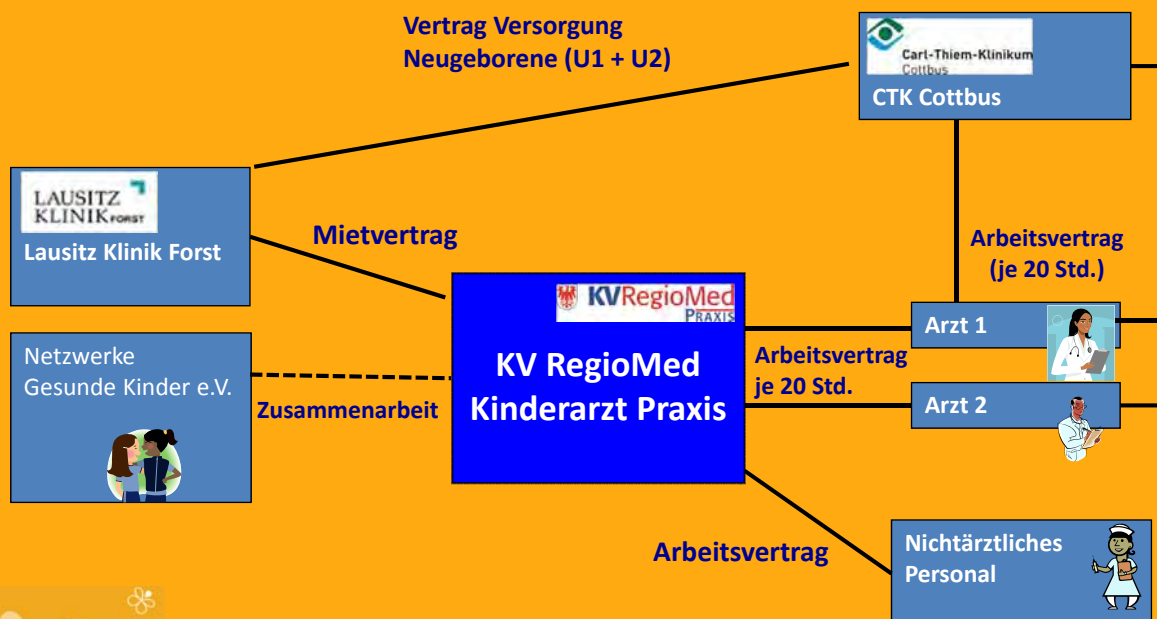 Vertrag Versorgung
Neugeborene (U1 + U2)
Carl-Thiem-Klinikum
Cottbus
CTK Cottbus
LAUSITZ
KLINIK FORST
Lausitz Klinik Forst
Mietvertrag
Arbeitsvertrag
(je 20 Std.)
KVRegioMed
PRAXIS
KV RegioMed
Kinderarzt Praxis
Arzt 1
Arbeitsvertrag
je 20 Std.
Arzt 2
Netzwerke
Gesunde Kinder e.V.
Zusammenarbeit
Arbeitsvertrag
Nichtärztliches
Personal